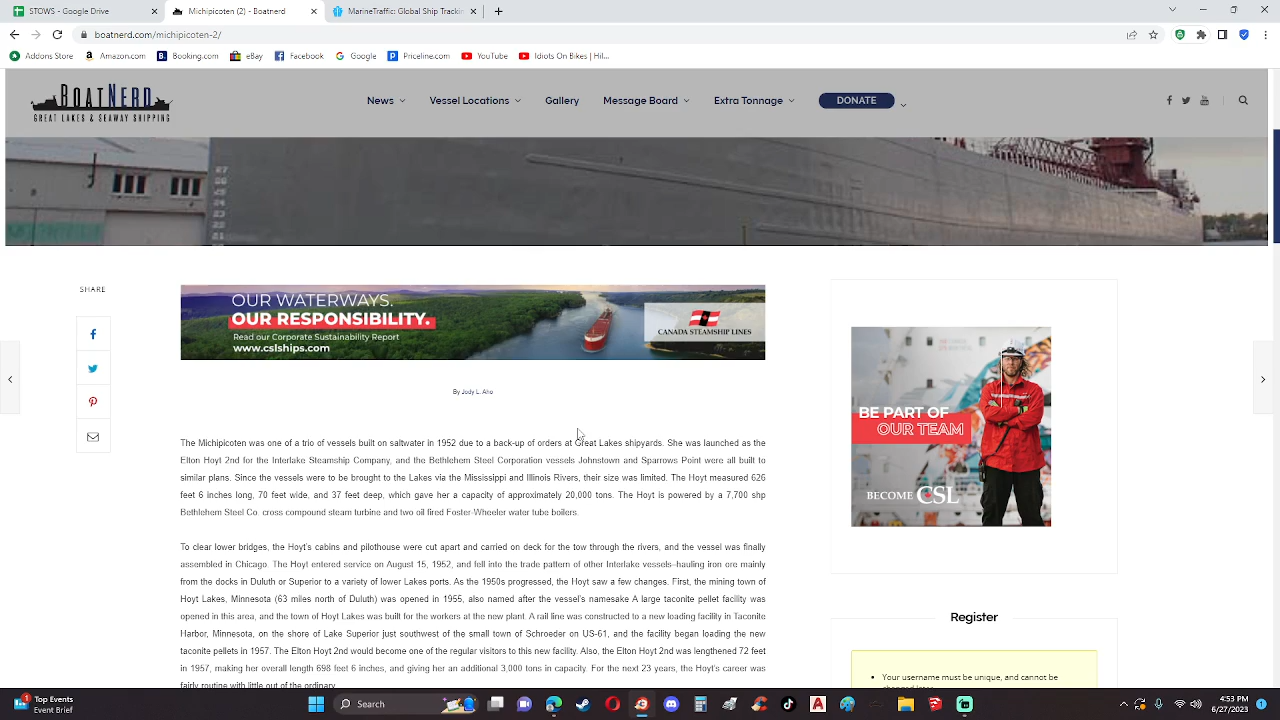 STOWS - Google Drive
Michipicoten - Boatnerd
MarineTraffic: Global Ship Track
boatnerd.com/michipicoten-2/
Addons Store
Amazon.com
Booking.com
eBay
Facebook
Google
Priceline.com
YouTube
Idiots On Bikes | Hil...
BOATNERD
GREAT LAKES & SEAWAY SHIPPING
News
Vessel Locations
Gallery
Message Board
Extra Tonnage
DONATE
27
26
25
24
23
22
21
SHARE
OUR WATERWAYS.
OUR RESPONSIBILITY.
Read our Corporate Sustainability Report
www.cslships.com
CANADA STEAMSHIP LINES
By Jody L. Aho
The Michipicoten was one of a trio of vessels built on saltwater in 1952 due to a back-up of orders at Great Lakes shipyards. She was launched as the
Elton Hoyt 2nd for the Interlake Steamship Company, and the Bethlehem Steel Corporation vessels Johnstown and Sparrows Point were all built to
similar plans. Since the vessels were to be brought to the Lakes via the Mississippi and Illinois Rivers, their size was limited. The Hoyt measured 626
feet 6 inches long, 70 feet wide, and 37 feet deep, which gave her a capacity of approximately 20,000 tons. The Hoyt is powered by a 7,700 shp
Bethlehem Steel Co. cross compound steam turbine and two oil fired Foster-Wheeler water tube boilers.
To clear lower bridges, the Hoyt's cabins and pilothouse were cut apart and carried on deck for the tow through the rivers, and the vessel was finally
assembled in Chicago. The Hoyt entered service on August 15, 1952, and fell into the trade pattern of other Interlake vessels–hauling iron ore mainly
from the docks in Duluth or Superior to a variety of lower Lakes ports. As the 1950s progressed, the Hoyt saw a few changes. First, the mining town of
Hoyt Lakes, Minnesota (63 miles north of Duluth) was opened in 1955, also named after the vessel's namesake A large taconite pellet facility was
opened in this area, and the town of Hoyt Lakes was built for the workers at the new plant. A rail line was constructed to a new loading facility in Taconite
Harbor, Minnesota, on the shore of Lake Superior just southwest of the small town of Schroeder on US-61, and the facility began loading the new
taconite pellets in 1957. The Elton Hoyt 2nd would become one of the regular visitors to this new facility. Also, the Elton Hoyt 2nd was lengthened 72 feet
in 1957, making her overall length 698 feet 6 inches, and giving her an additional 3,000 tons in capacity. For the next 23 years, the Hoyt's career was
fairly routine with little out of the ordinary.
BE PART OF
OUR TEAM
BECOME CSL
Register
Your username must be unique, and cannot be
changed later.
1
Top Events
Event Brief
Search
4:53 PM
6/27/2023
1